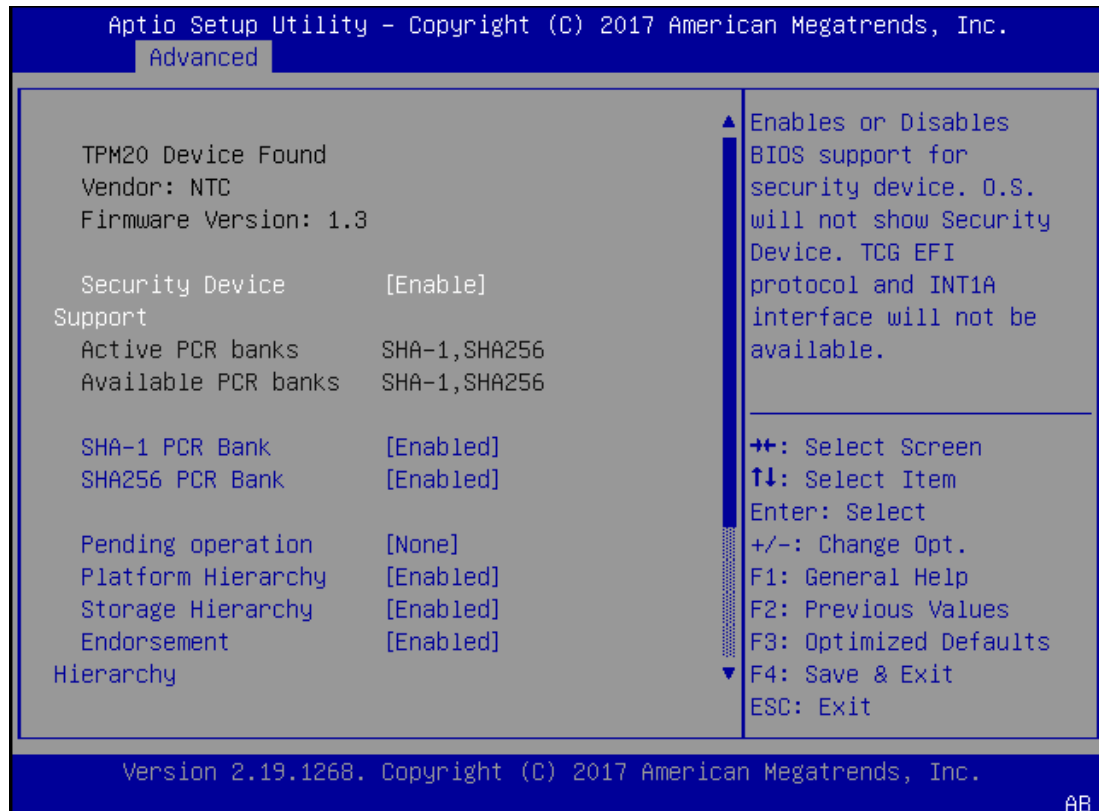 Aptio Setup Utility – Copyright (C) 2017 American Megatrends, Inc.
Advanced
TPM20 Device Found
Vendor: NTC
Firmware Version: 1.3
Security Device [Enable]
Support
Active PCR banks SHA-1,SHA256
Available PCR banks SHA-1,SHA256
SHA-1 PCR Bank [Enabled]
SHA256 PCR Bank [Enabled]
Pending operation [None]
Platform Hierarchy [Enabled]
Storage Hierarchy [Enabled]
Endorsement [Enabled]
Hierarchy
Enables or Disables
BIOS support for
security device. O.S.
will not show Security
Device. TCG EFI
protocol and INT1A
interface will not be
available.
→←: Select Screen
↑↓: Select Item
Enter: Select
+/-: Change Opt.
F1: General Help
F2: Previous Values
F3: Optimized Defaults
F4: Save & Exit
ESC: Exit
Version 2.19.1268. Copyright (C) 2017 American Megatrends, Inc.
AB